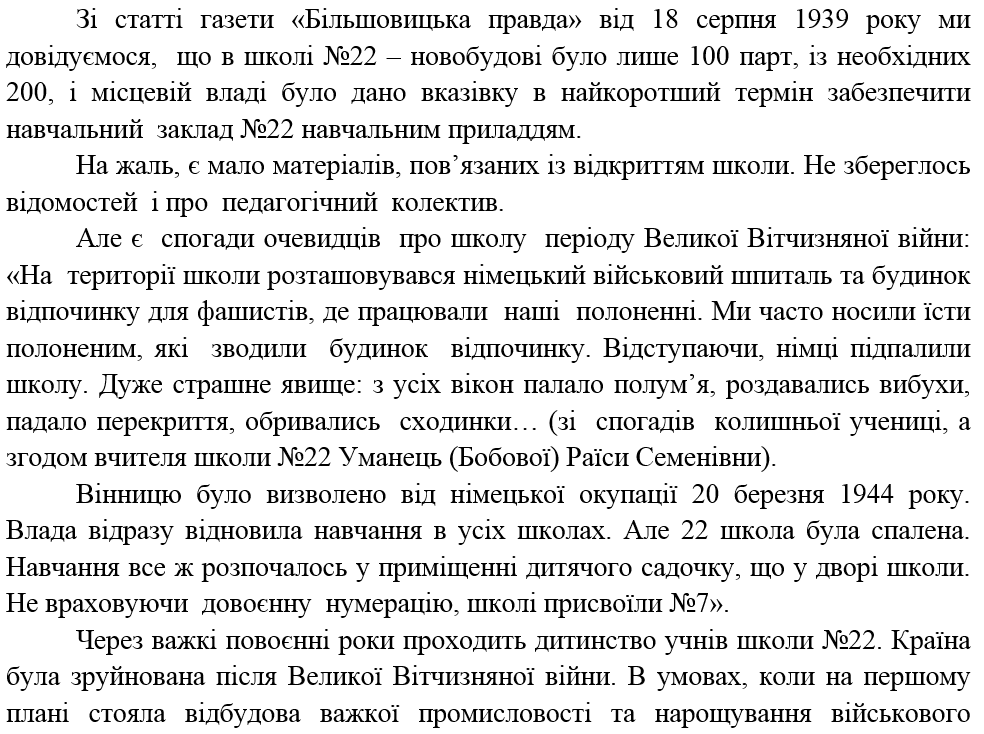 Зі статті газети «Більшовицька правда» від 18 серпня 1939 року ми
довідуємося, що в школі №22 – новобудові було лише 100 парт, із необхідних
200, і місцевій владі було дано вказівку в найкоротший термін забезпечити
навчальний заклад №22 навчальним приладдям.
На жаль, є мало матеріалів, пов’язаних із відкриттям школи. Не збереглось
відомостей і про педагогічний колектив.
Але є спогади очевидців про школу періоду Великої Вітчизняної війни:
«На території школи розташовувався німецький військовий шпиталь та будинок
відпочинку для фашистів, де працювали наші полоненні. Ми часто носили їсти
полоненим, які зводили будинок відпочинку. Відступаючи, німці підпалили
школу. Дуже страшне явище: з усіх вікон палало полум’я, роздавались вибухи,
падало перекриття, обривались сходинки… (зі спогадів колишньої учениці, а
згодом вчителя школи №22 Уманець (Бобової) Раїси Семенівни).
Вінницю було визволено від німецької окупації 20 березня 1944 року.
Влада відразу відновила навчання в усіх школах. Але 22 школа була спалена.
Навчання все ж розпочалось у приміщенні дитячого садочку, що у дворі школи.
Не враховуючи довоєнну нумерацію, школі присвоїли №7».
Через важкі повоєнні роки проходить дитинство учнів школи №22. Країна
була зруйнована після Великої Вітчизняної війни. В умовах, коли на першому
плані стояла відбудова важкої промисловості та нарощування військового